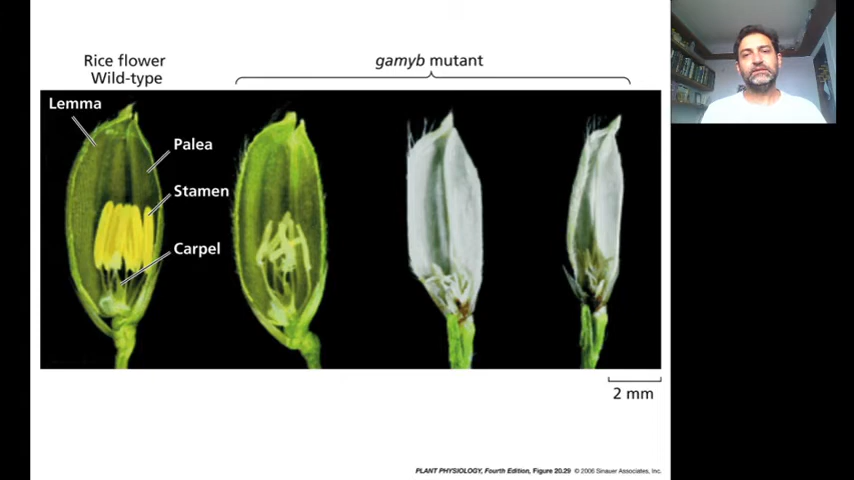 Rice flower
Wild-type
gamyb mutant
Lemma
Palea
Stamen
Carpel
2 mm
PLANT PHYSIOLOGY, Fourth Edition, Figure 20.29 © 2006 Sinauer Associates, Inc.